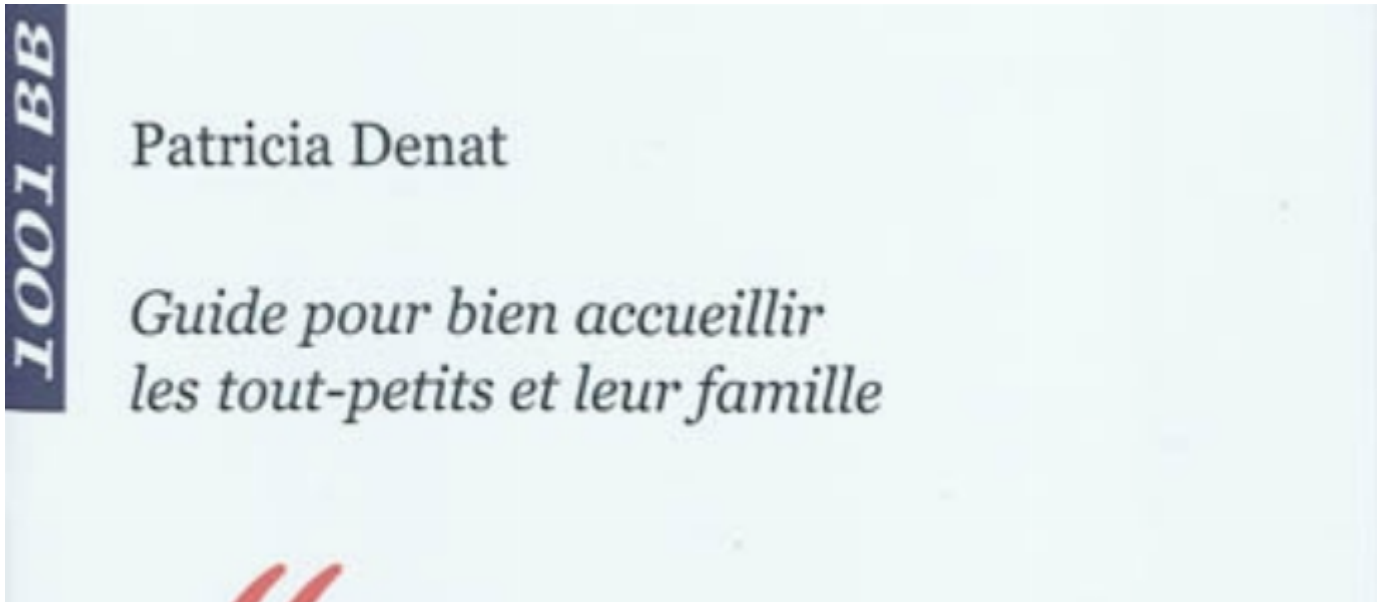 1001 BB
Patricia Denat
Guide pour bien accueillir
les tout-petits et leur famille